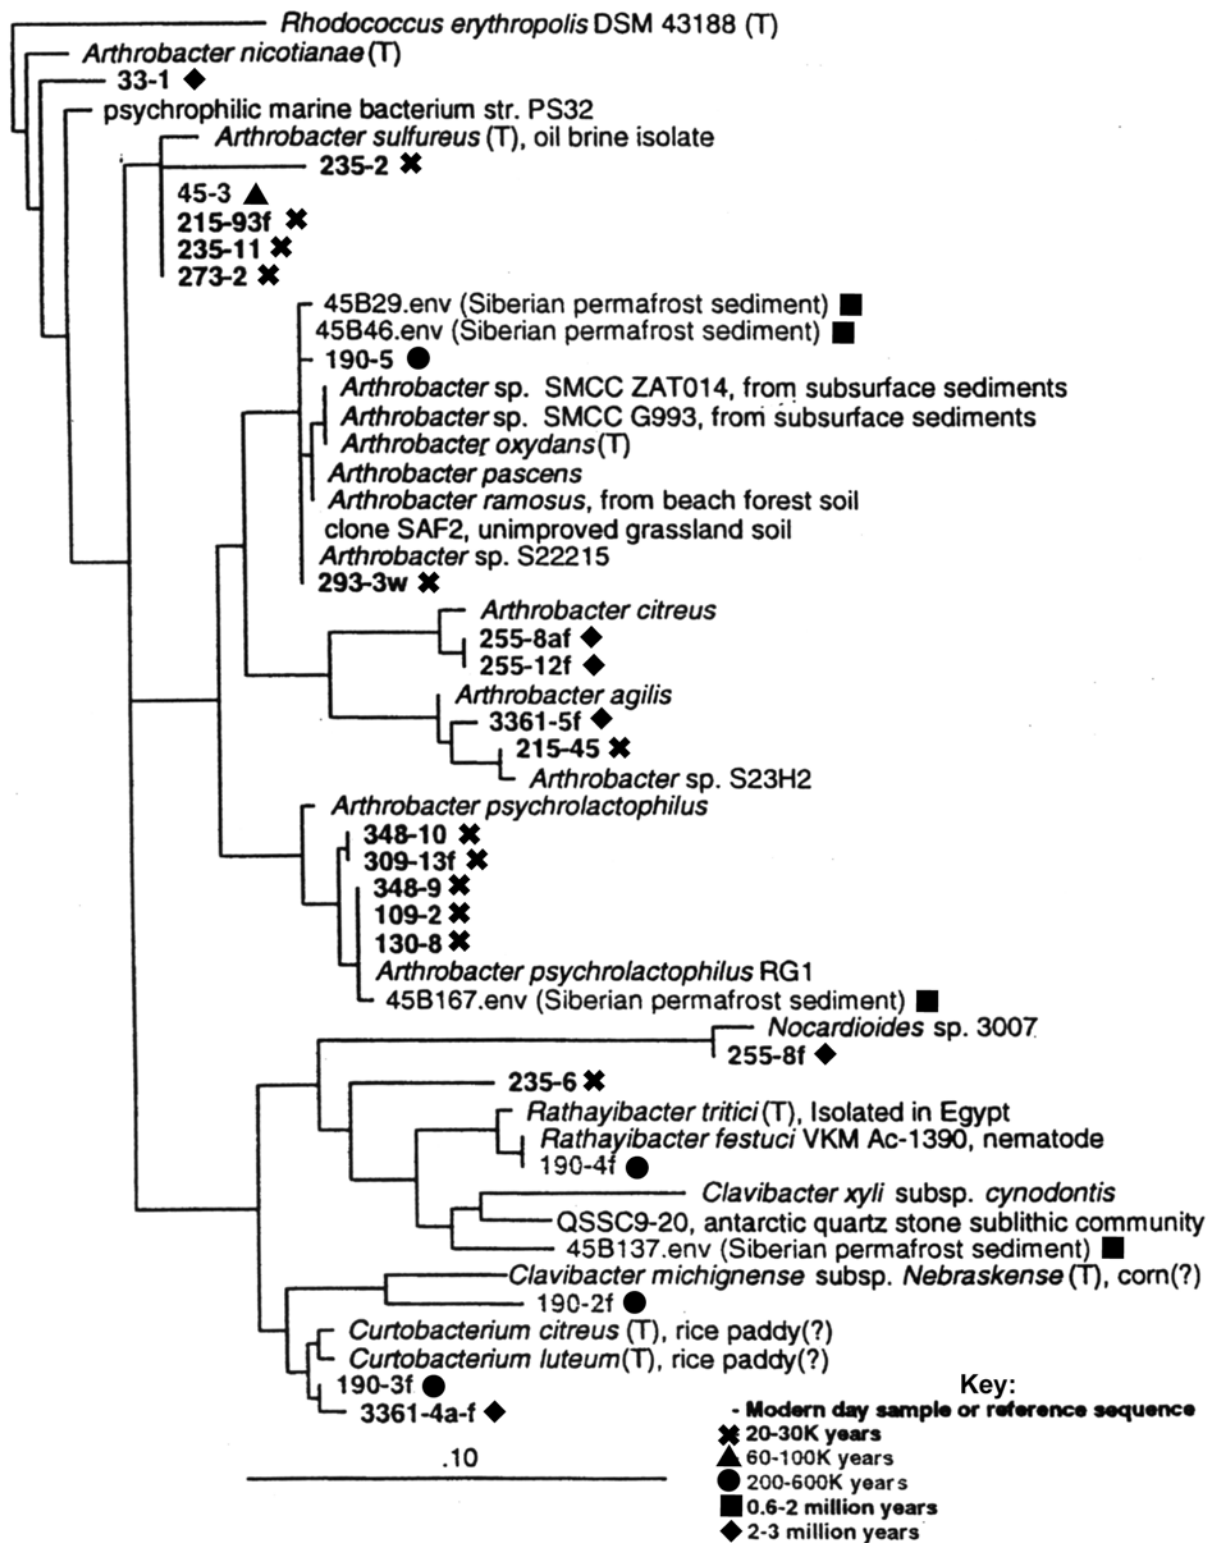 Rhodococcus erythropolis DSM 43188 (T)
Arthrobacter nicotianae (T)
33-1
psychrophilic marine bacterium str. PS32
Arthrobacter sulfureus (T), oil brine isolate
235-2
45-3
215-93f
235-11
273-2
45B29.env (Siberian permafrost sediment)
45B46.env (Siberian permafrost sediment)
190-5
Arthrobacter sp. SMCC ZAT014, from subsurface sediments
Arthrobacter sp. SMCC G993, from subsurface sediments
Arthrobacter oxydans (T)
Arthrobacter pascens
Arthrobacter ramosus, from beach forest soil
clone SAF2, unimproved grassland soil
Arthrobacter sp. S22215
293-3w
Arthrobacter citreus
255-8af
255-12f
Arthrobacter agilis
3361-5f
215-45
Arthrobacter sp. S23H2
Arthrobacter psychrolactophilus
348-10
309-13f
348-9
109-2
130-8
Arthrobacter psychrolactophilus RG1
45B167.env (Siberian permafrost sediment)
Nocardioides sp. 3007
255-8f
235-6
Rathayibacter tritici (T), Isolated in Egypt
Rathayibacter festuci VKM Ac-1390, nematode
190-4f
Clavibacter xyli subsp. cynodontis
QSSC9-20, antarctic quartz stone sublithic community
45B137.env (Siberian permafrost sediment)
Clavibacter michignense subsp. Nebraskense (T), corn(?)
190-2f
Curtobacterium citreus (T), rice paddy(?)
Curtobacterium luteum (T), rice paddy(?)
190-3f
3361-4a-f
.10
Key:
- Modern day sample or reference sequence
20-30K years
60-100K years
200-600K years
0.6-2 million years
2-3 million years